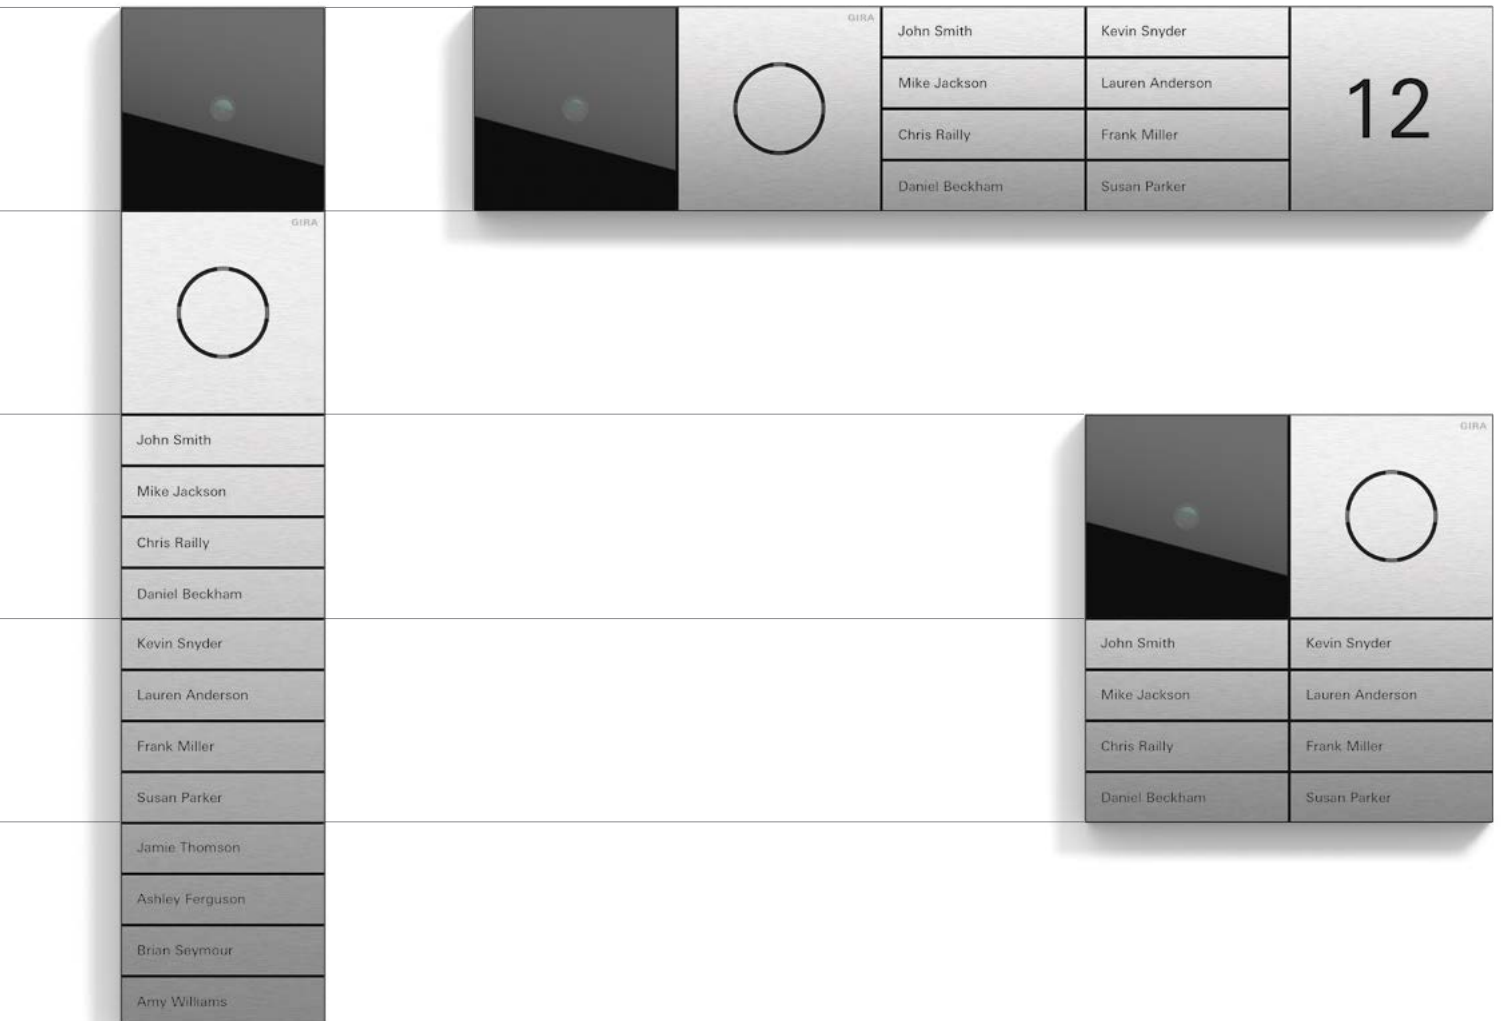 GIRA
John Smith
Mike Jackson
Chris Railly
Daniel Beckham
Kevin Snyder
Lauren Anderson
Frank Miller
Susan Parker
Jamie Thomson
Ashley Ferguson
Brian Seymour
Amy Williams
GIRA
John Smith
Mike Jackson
Chris Railly
Daniel Beckham
Kevin Snyder
Lauren Anderson
Frank Miller
Susan Parker
12
GIRA
John Smith
Mike Jackson
Chris Railly
Daniel Beckham
Kevin Snyder
Lauren Anderson
Frank Miller
Susan Parker